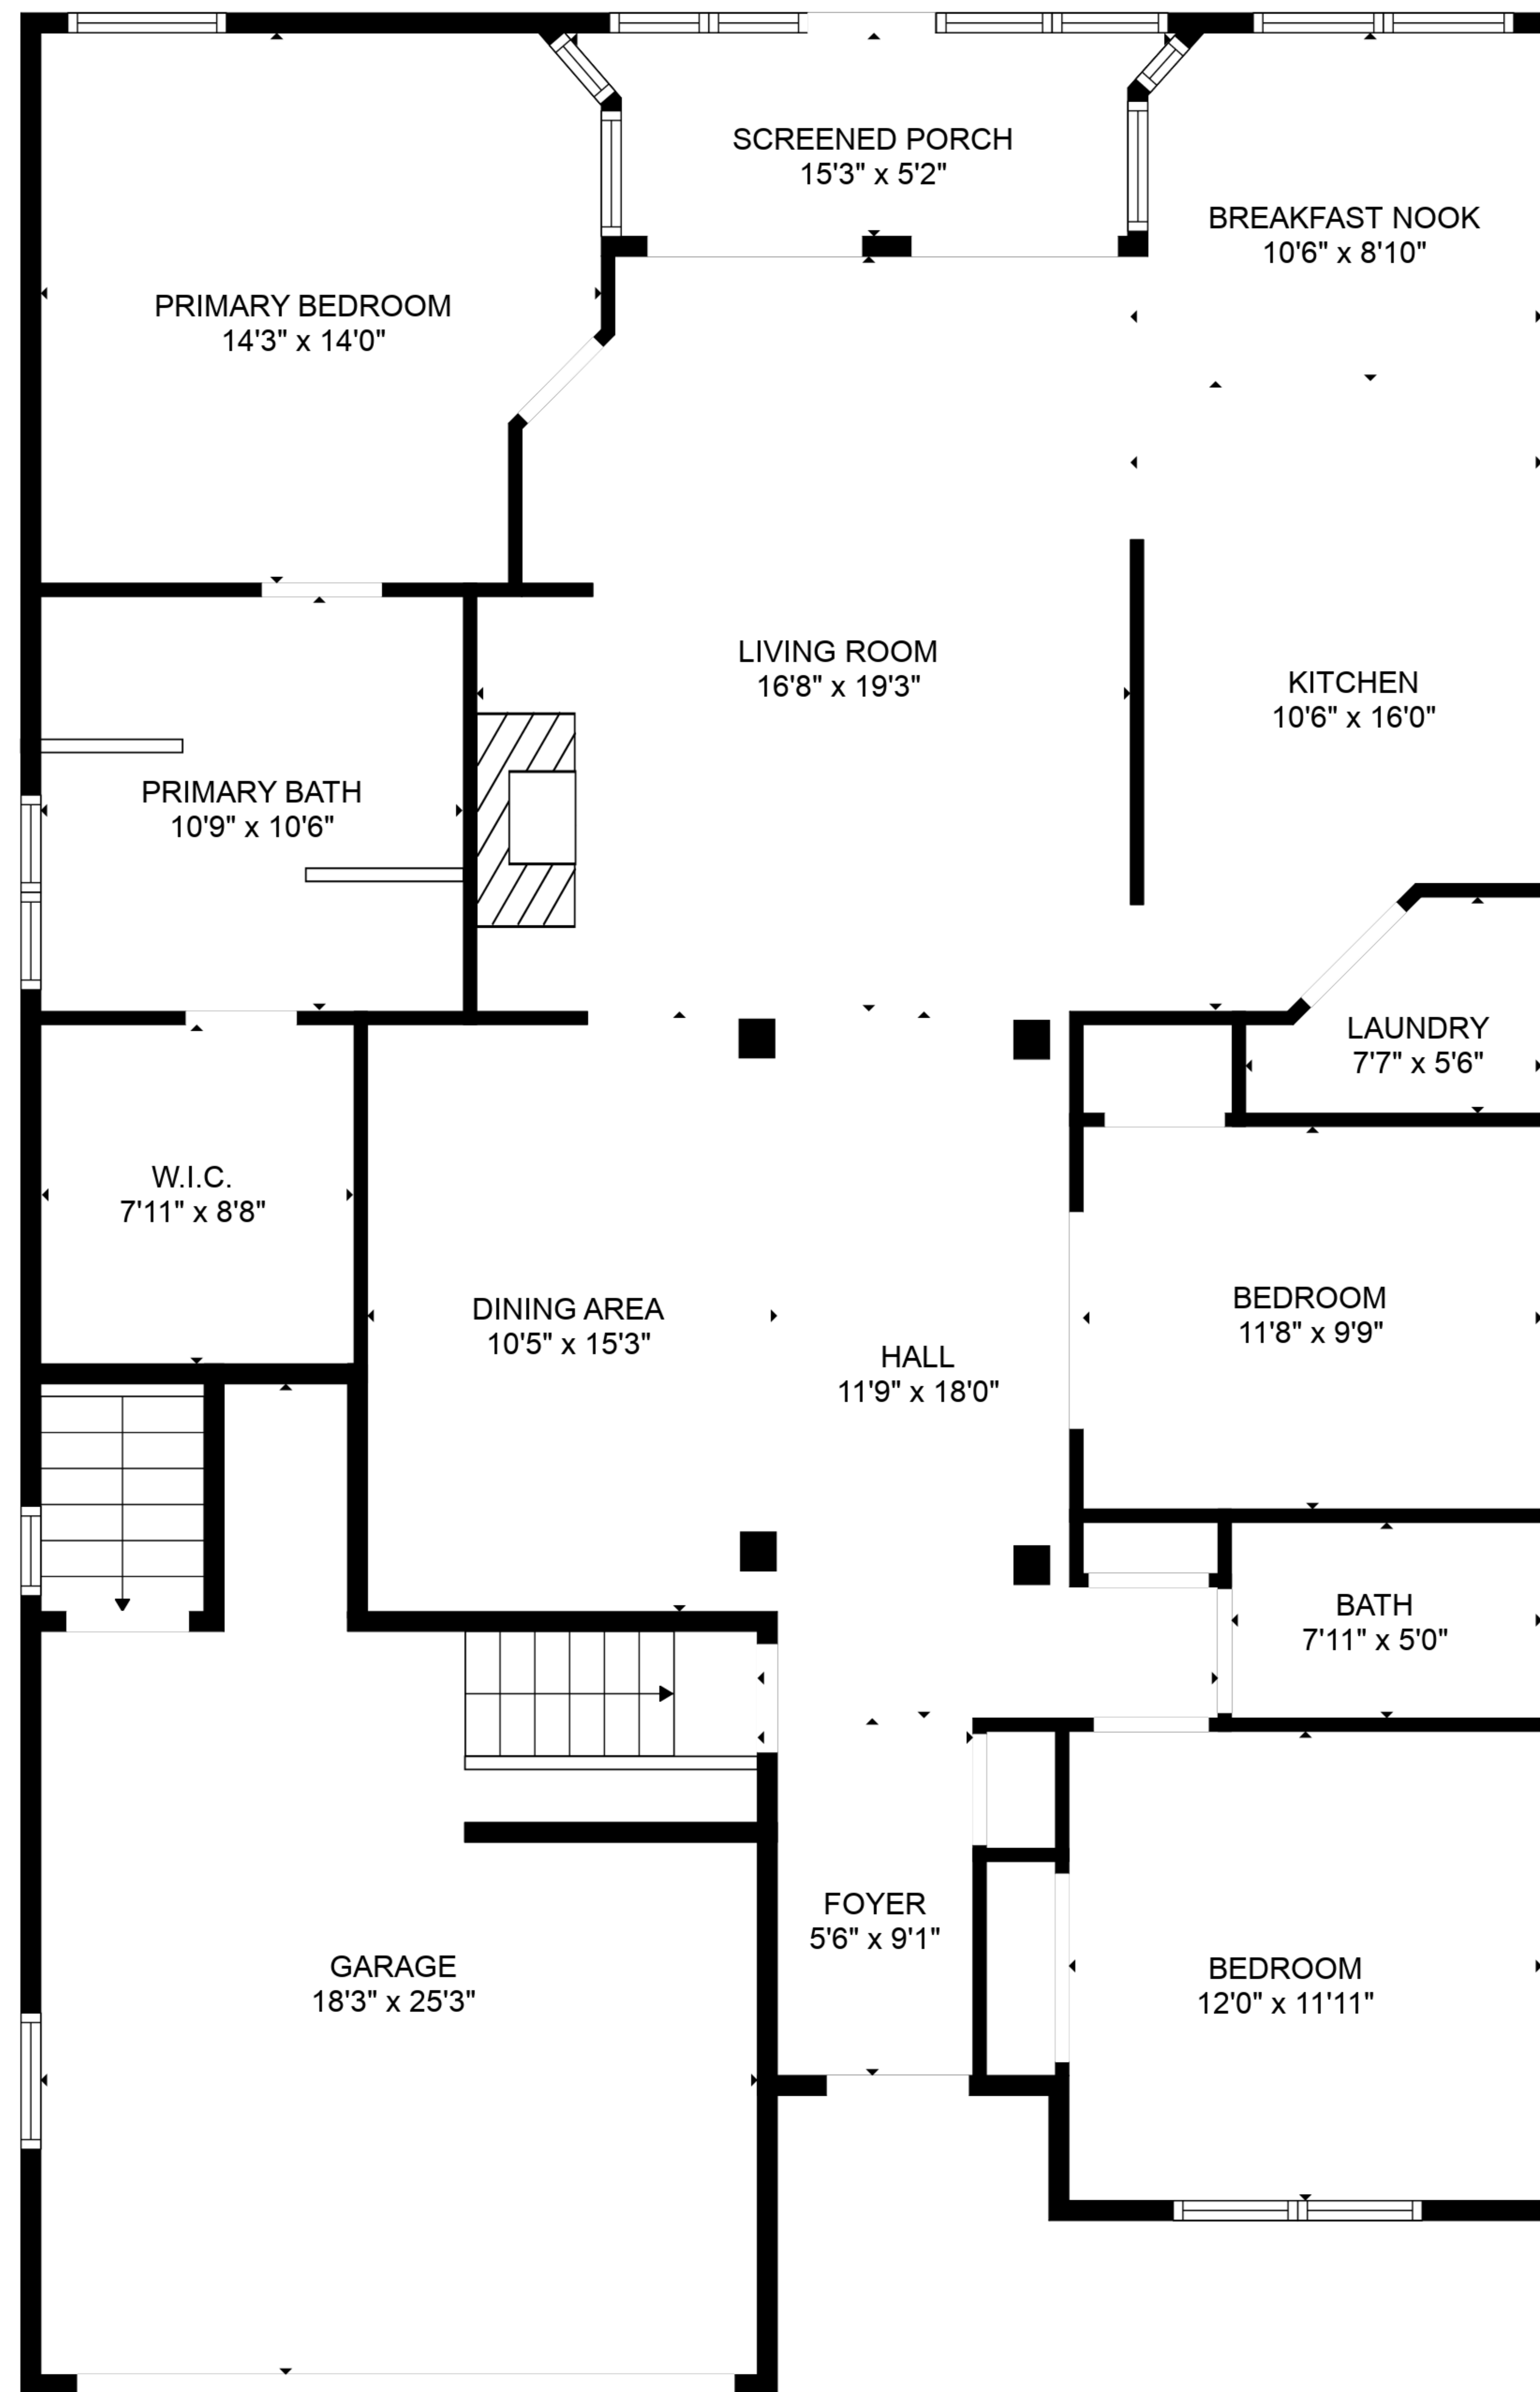 SCREENED PORCH
15'3" x 5'2"
BREAKFAST NOOK
10'6" x 8'10"
PRIMARY BEDROOM
14'3" x 14'0"
LIVING ROOM
16'8" x 19'3"
KITCHEN
10'6" x 16'0"
PRIMARY BATH
10'9" x 10'6"
LAUNDRY
7'7" x 5'6"
W.I.C.
7'11" x 8'8"
DINING AREA
10'5" x 15'3"
BEDROOM
11'8" x 9'9"
HALL
11'9" x 18'0"
BATH
7'11" x 5'0"
FOYER
5'6" x 9'1"
GARAGE
18'3" x 25'3"
BEDROOM
12'0" x 11'11"